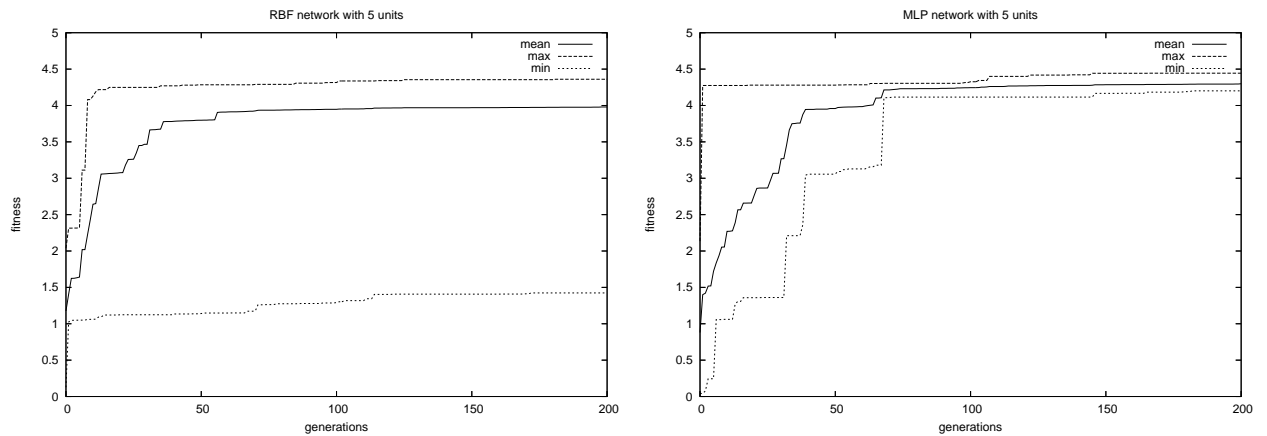 RBF network with 5 units
5
4.5
4
3.5
3
2.5
2
1.5
1
0.5
0
fitness
mean
max
min
0
50
100
150
200
generations
MLP network with 5 units
5
4.5
4
3.5
3
2.5
2
1.5
1
0.5
0
fitness
mean
max
min
0
50
100
150
200
generations